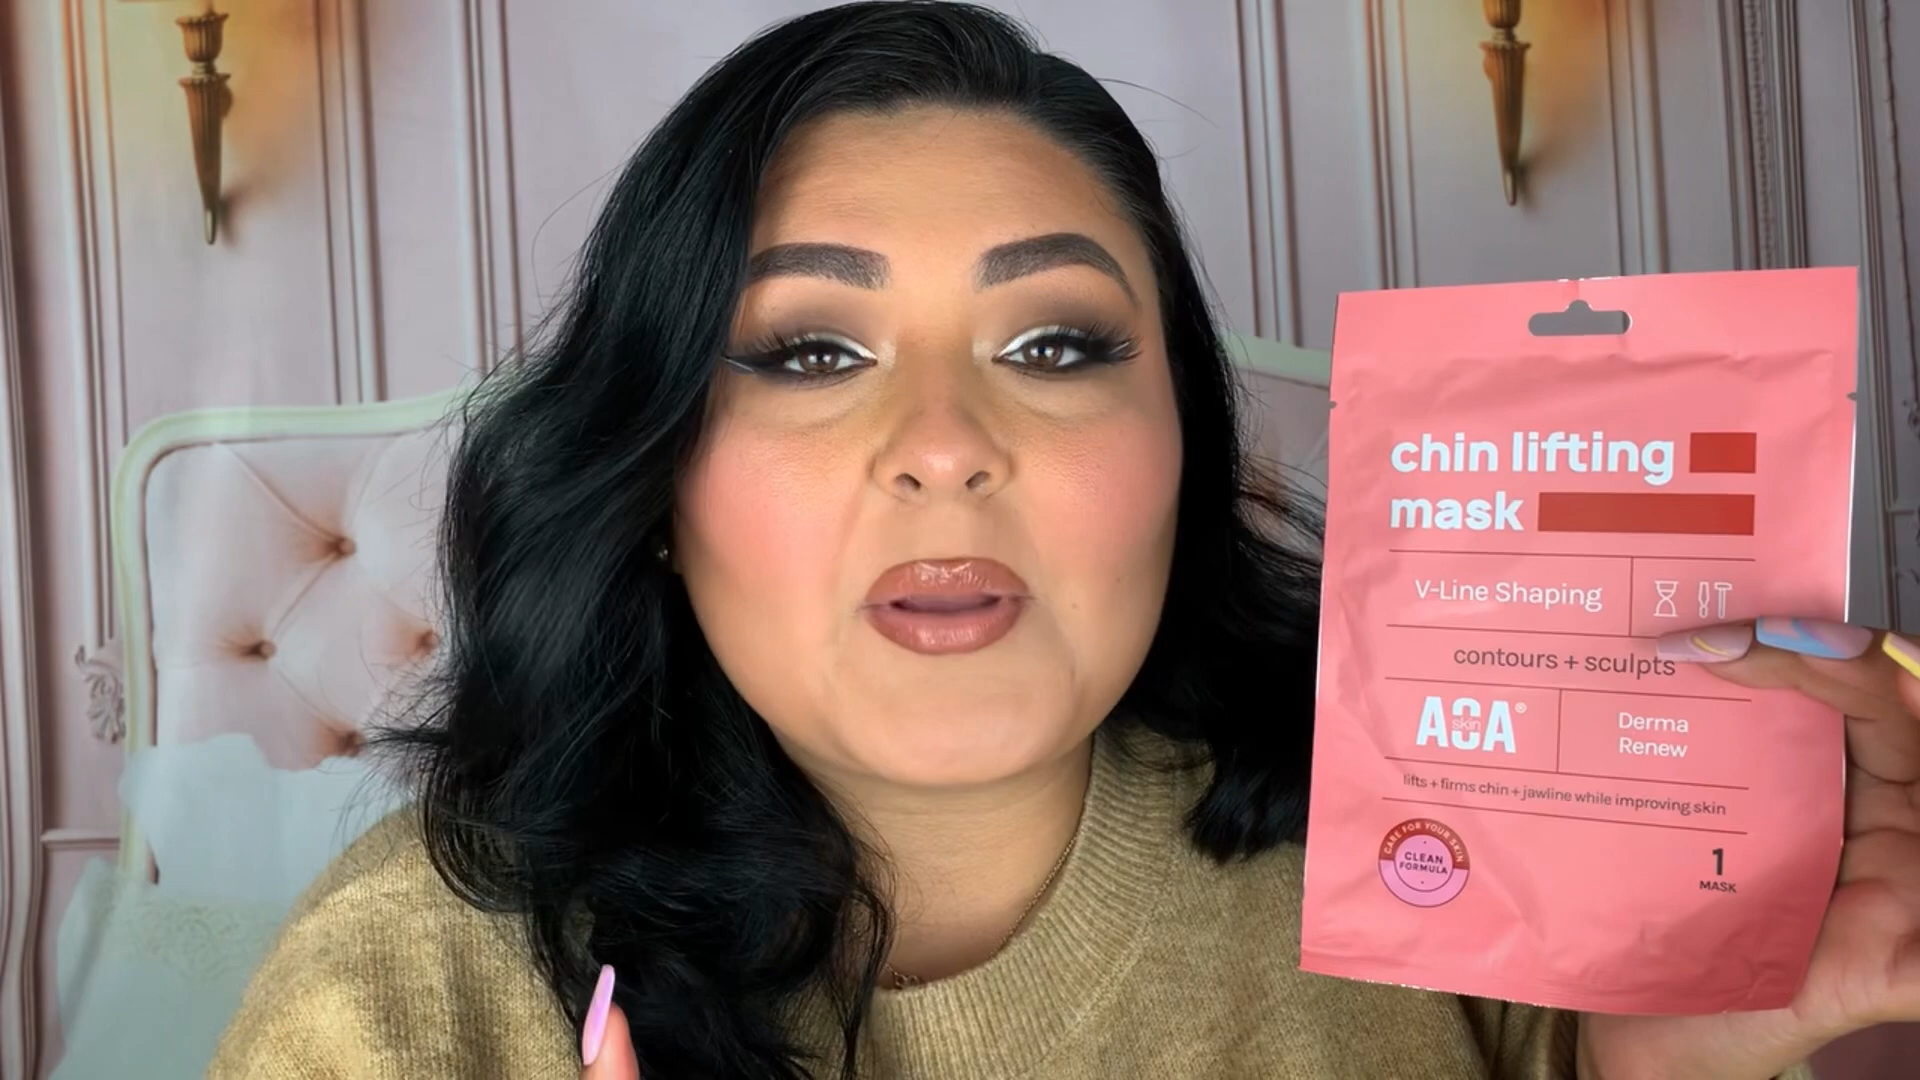 chin lifting
mask
V-Line Shaping
contours + sculpts
AOA®
skin
Derma
Renew
lifts + firms chin + jawline while improving skin
CARE FOR YOUR SKIN
CLEAN
FORMULA
1
MASK